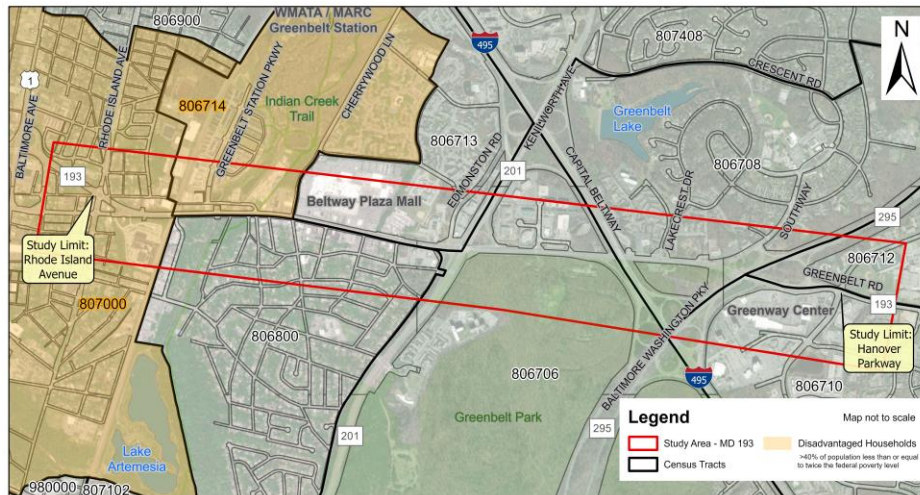 806900
WMATA / MARC
Greenbelt Station
495
807408
N
CRESCENT RD
1
BALTIMORE AVE
RHODE ISLAND AVE
806714
GREENBELT STATION PKWY
Indian Creek
Trail
CHERRYWOOD LN
806713
KENILWORTH AVE
Greenbelt
Lake
EDMONSTON RD
201
CAPITAL BELTWAY
806708
193
Beltway Plaza Mall
LAKECREST DR
SOUTHWAY
295
Study Limit:
Rhode Island
Avenue
806712
GREENBELT RD
807000
193
806800
BALTIMORE WASHINGTON PKY
Greenway Center
Study Limit:
Hanover
Parkway
806706
495
806710
Greenbelt Park
201
295
Lake
Artemesia
980000
807102
Legend
Map not to scale
Study Area - MD 193
Disadvantaged Households
Census Tracts
>40% of population less than or equal
to twice the federal poverty level